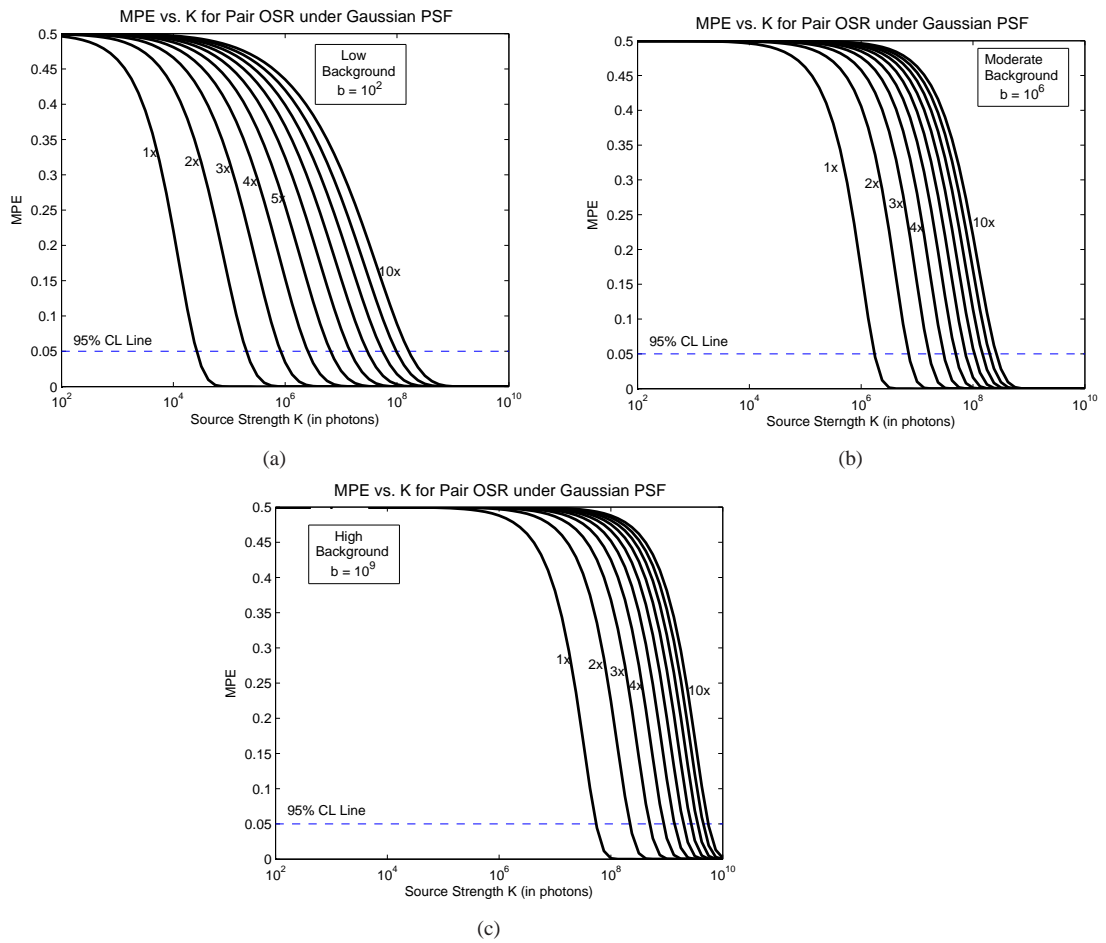 MPE vs. K for Pair OSR under Gaussian PSF
0.5
0.45
0.4
0.35
0.3
0.25
0.2
0.15
0.1
0.05
0
MPE
Low
Background
b = 10^2
1x
2x
3x
4x
5x
10x
95% CL Line
10^2
10^4
10^6
10^8
10^10
Source Strength K (in photons)
(a)
MPE vs. K for Pair OSR under Gaussian PSF
0.5
0.45
0.4
0.35
0.3
0.25
0.2
0.15
0.1
0.05
0
MPE
Moderate
Background
b = 10^6
1x
2x
3x
4x
10x
95% CL Line
10^2
10^4
10^6
10^8
10^10
Source Sterngth K (in photons)
(b)
MPE vs. K for Pair OSR under Gaussian PSF
0.5
0.45
0.4
0.35
0.3
0.25
0.2
0.15
0.1
0.05
0
MPE
High
Background
b = 10^9
1x
2x
3x
4x
10x
95% CL Line
10^2
10^4
10^6
10^8
10^10
Source Strength K (in photons)
(c)